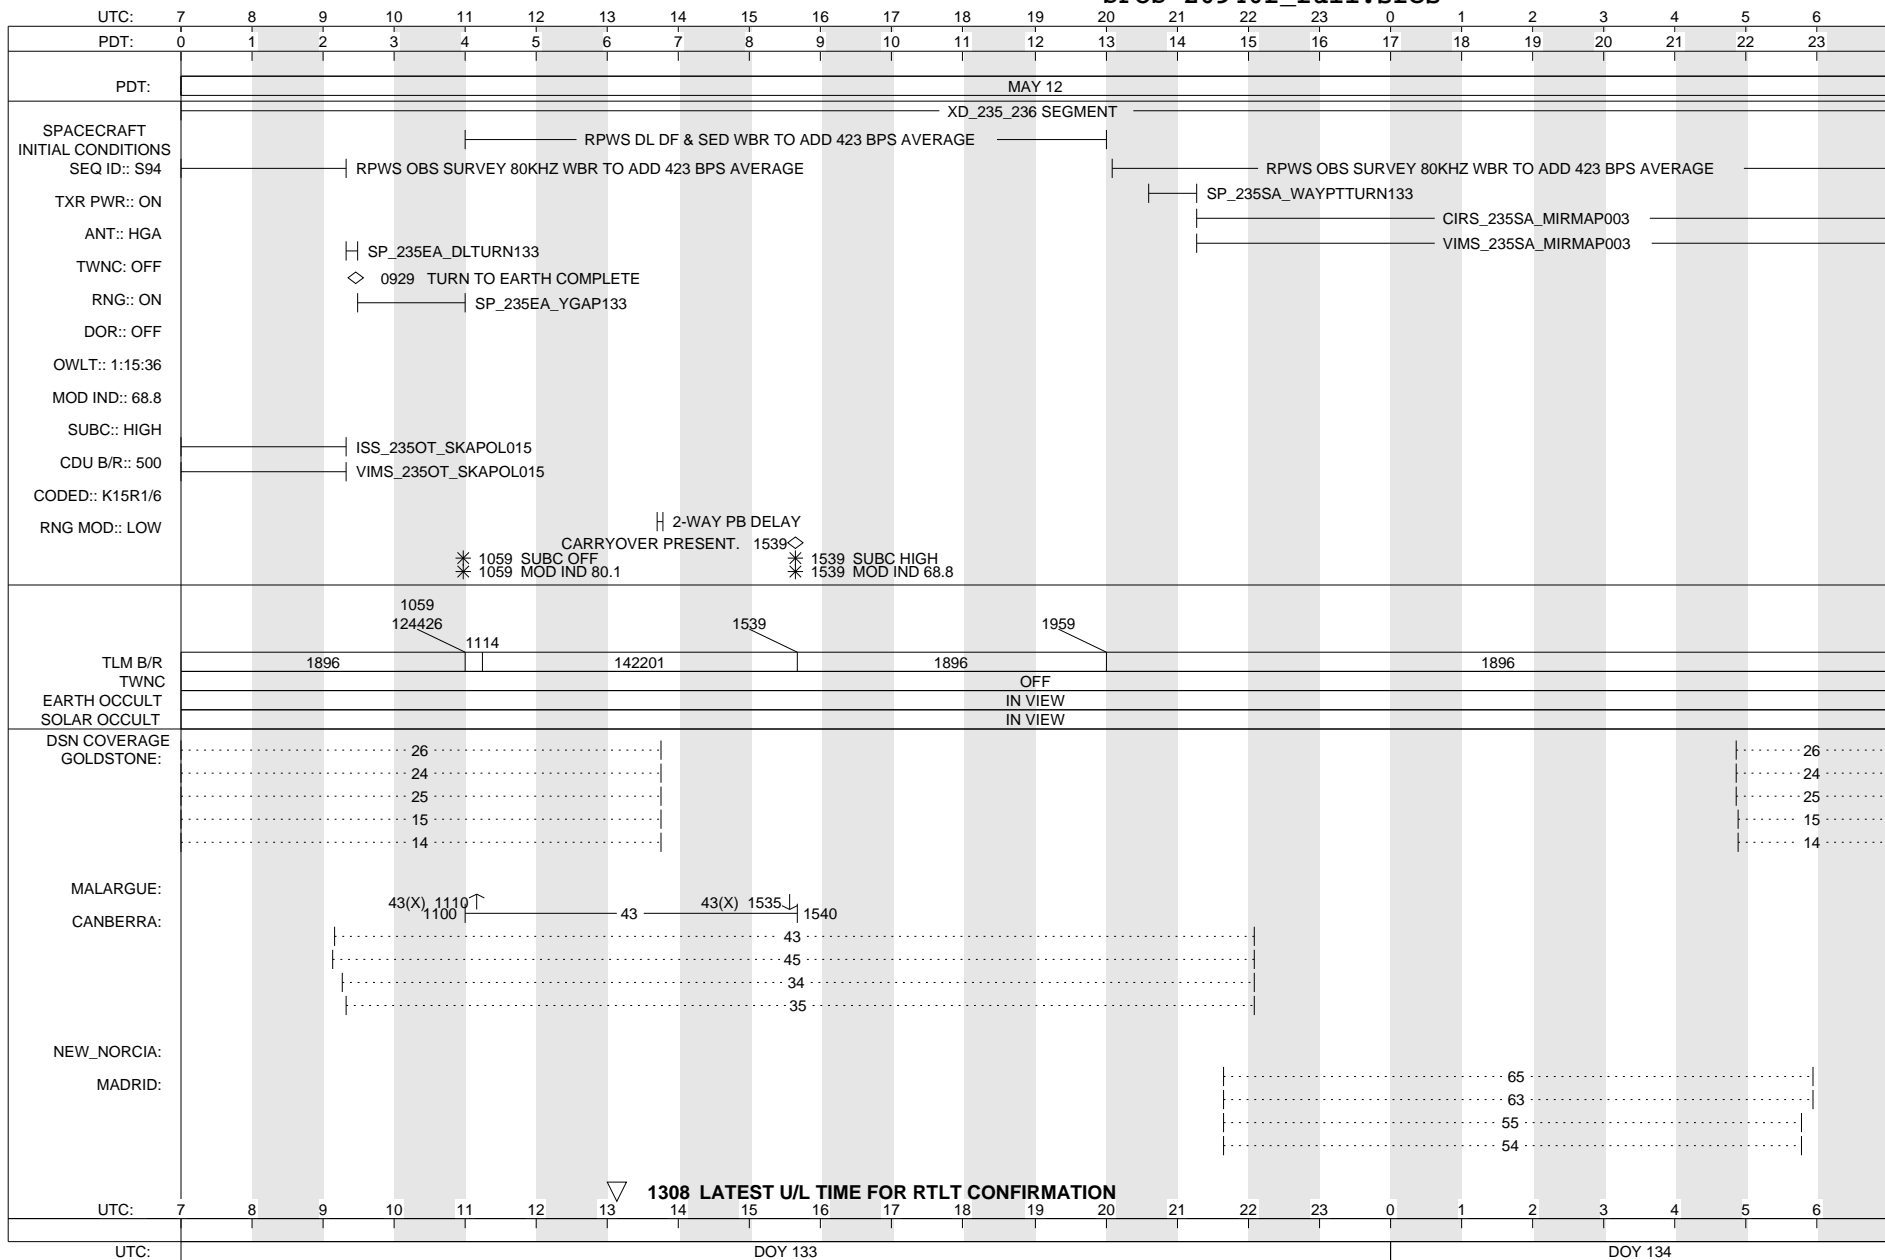 UTC: 7 8 9 10 11 12 13 14 15 16 17 18 19 20 21 22 23 0 1 2 3 4 5 6
PDT: 0 1 2 3 4 5 6 7 8 9 10 11 12 13 14 15 16 17 18 19 20 21 22 23
PDT: MAY 12
XD_235_236 SEGMENT
SPACECRAFT
INITIAL CONDITIONS
RPWS DL DF & SED WBR TO ADD 423 BPS AVERAGE
SEQ ID:: S94
RPWS OBS SURVEY 80KHZ WBR TO ADD 423 BPS AVERAGE
RPWS OBS SURVEY 80KHZ WBR TO ADD 423 BPS AVERAGE
SP_235SA_WAYPTTURN133
TXR PWR:: ON
CIRS_235SA_MIRMAP003
ANT:: HGA
VIMS_235SA_MIRMAP003
SP_235EA_DLTURN133
TWNC: OFF
0929 TURN TO EARTH COMPLETE
RNG:: ON
SP_235EA_YGAP133
DOR:: OFF
OWLT:: 1:15:36
MOD IND:: 68.8
SUBC:: HIGH
ISS_235OT_SKAPOL015
CDU B/R:: 500
VIMS_235OT_SKAPOL015
CODED:: K15R1/6
RNG MOD:: LOW
2-WAY PB DELAY
CARRYOVER PRESENT. 1539
1059 SUBC OFF
1539 SUBC HIGH
1059 MOD IND 80.1
1539 MOD IND 68.8
1059
124426
1539
1959
1114
TLM B/R 1896 142201 1896 1896
TWNC OFF
EARTH OCCULT IN VIEW
SOLAR OCCULT IN VIEW
DSN COVERAGE
GOLDSTONE:
26 26
24 24
25 25
15 15
14 14
MALARGUE:
43(X) 1110 43(X) 1535
1100 43 1540
CANBERRA:
43
45
34
35
NEW_NORCIA:
MADRID:
65
63
55
54
1308 LATEST U/L TIME FOR RTLT CONFIRMATION
UTC: 7 8 9 10 11 12 13 14 15 16 17 18 19 20 21 22 23 0 1 2 3 4 5 6
UTC: DOY 133 DOY 134